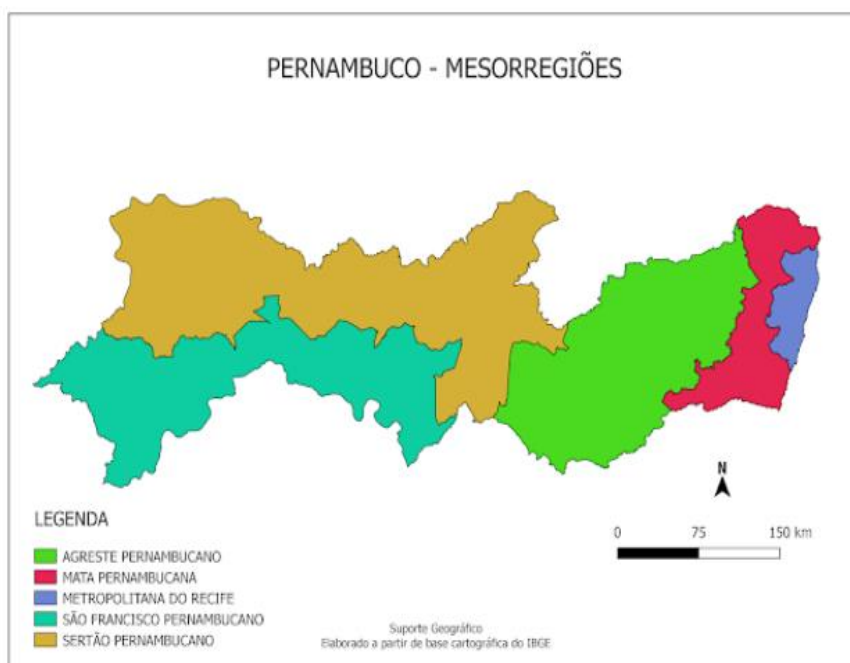 PERNAMBUCO - MESORREGIÕES
N
LEGENDA
0 75 150 km
AGRESTE PERNAMBUCANO
MATA PERNAMBUCANA
METROPOLITANA DO RECIFE
SÃO FRANCISCO PERNAMBUCANO
SERTÃO PERNAMBUCANO
Suporte Geográfico
Elaborado a partir de base cartográfica do IBGE